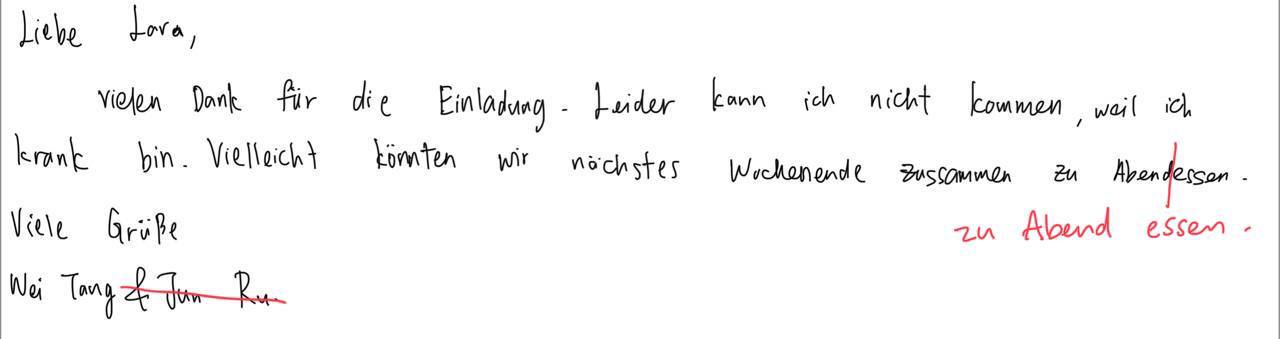 Liebe Lara,
vielen Dank für die Einladung. Leider kann ich nicht kommen, weil ich
krank bin. Vielleicht könnten wir nächstes Wochenende zussammen zu Abendessen.
zu Abend essen.
Viele Grüße
Wei Tang & Jun Ru